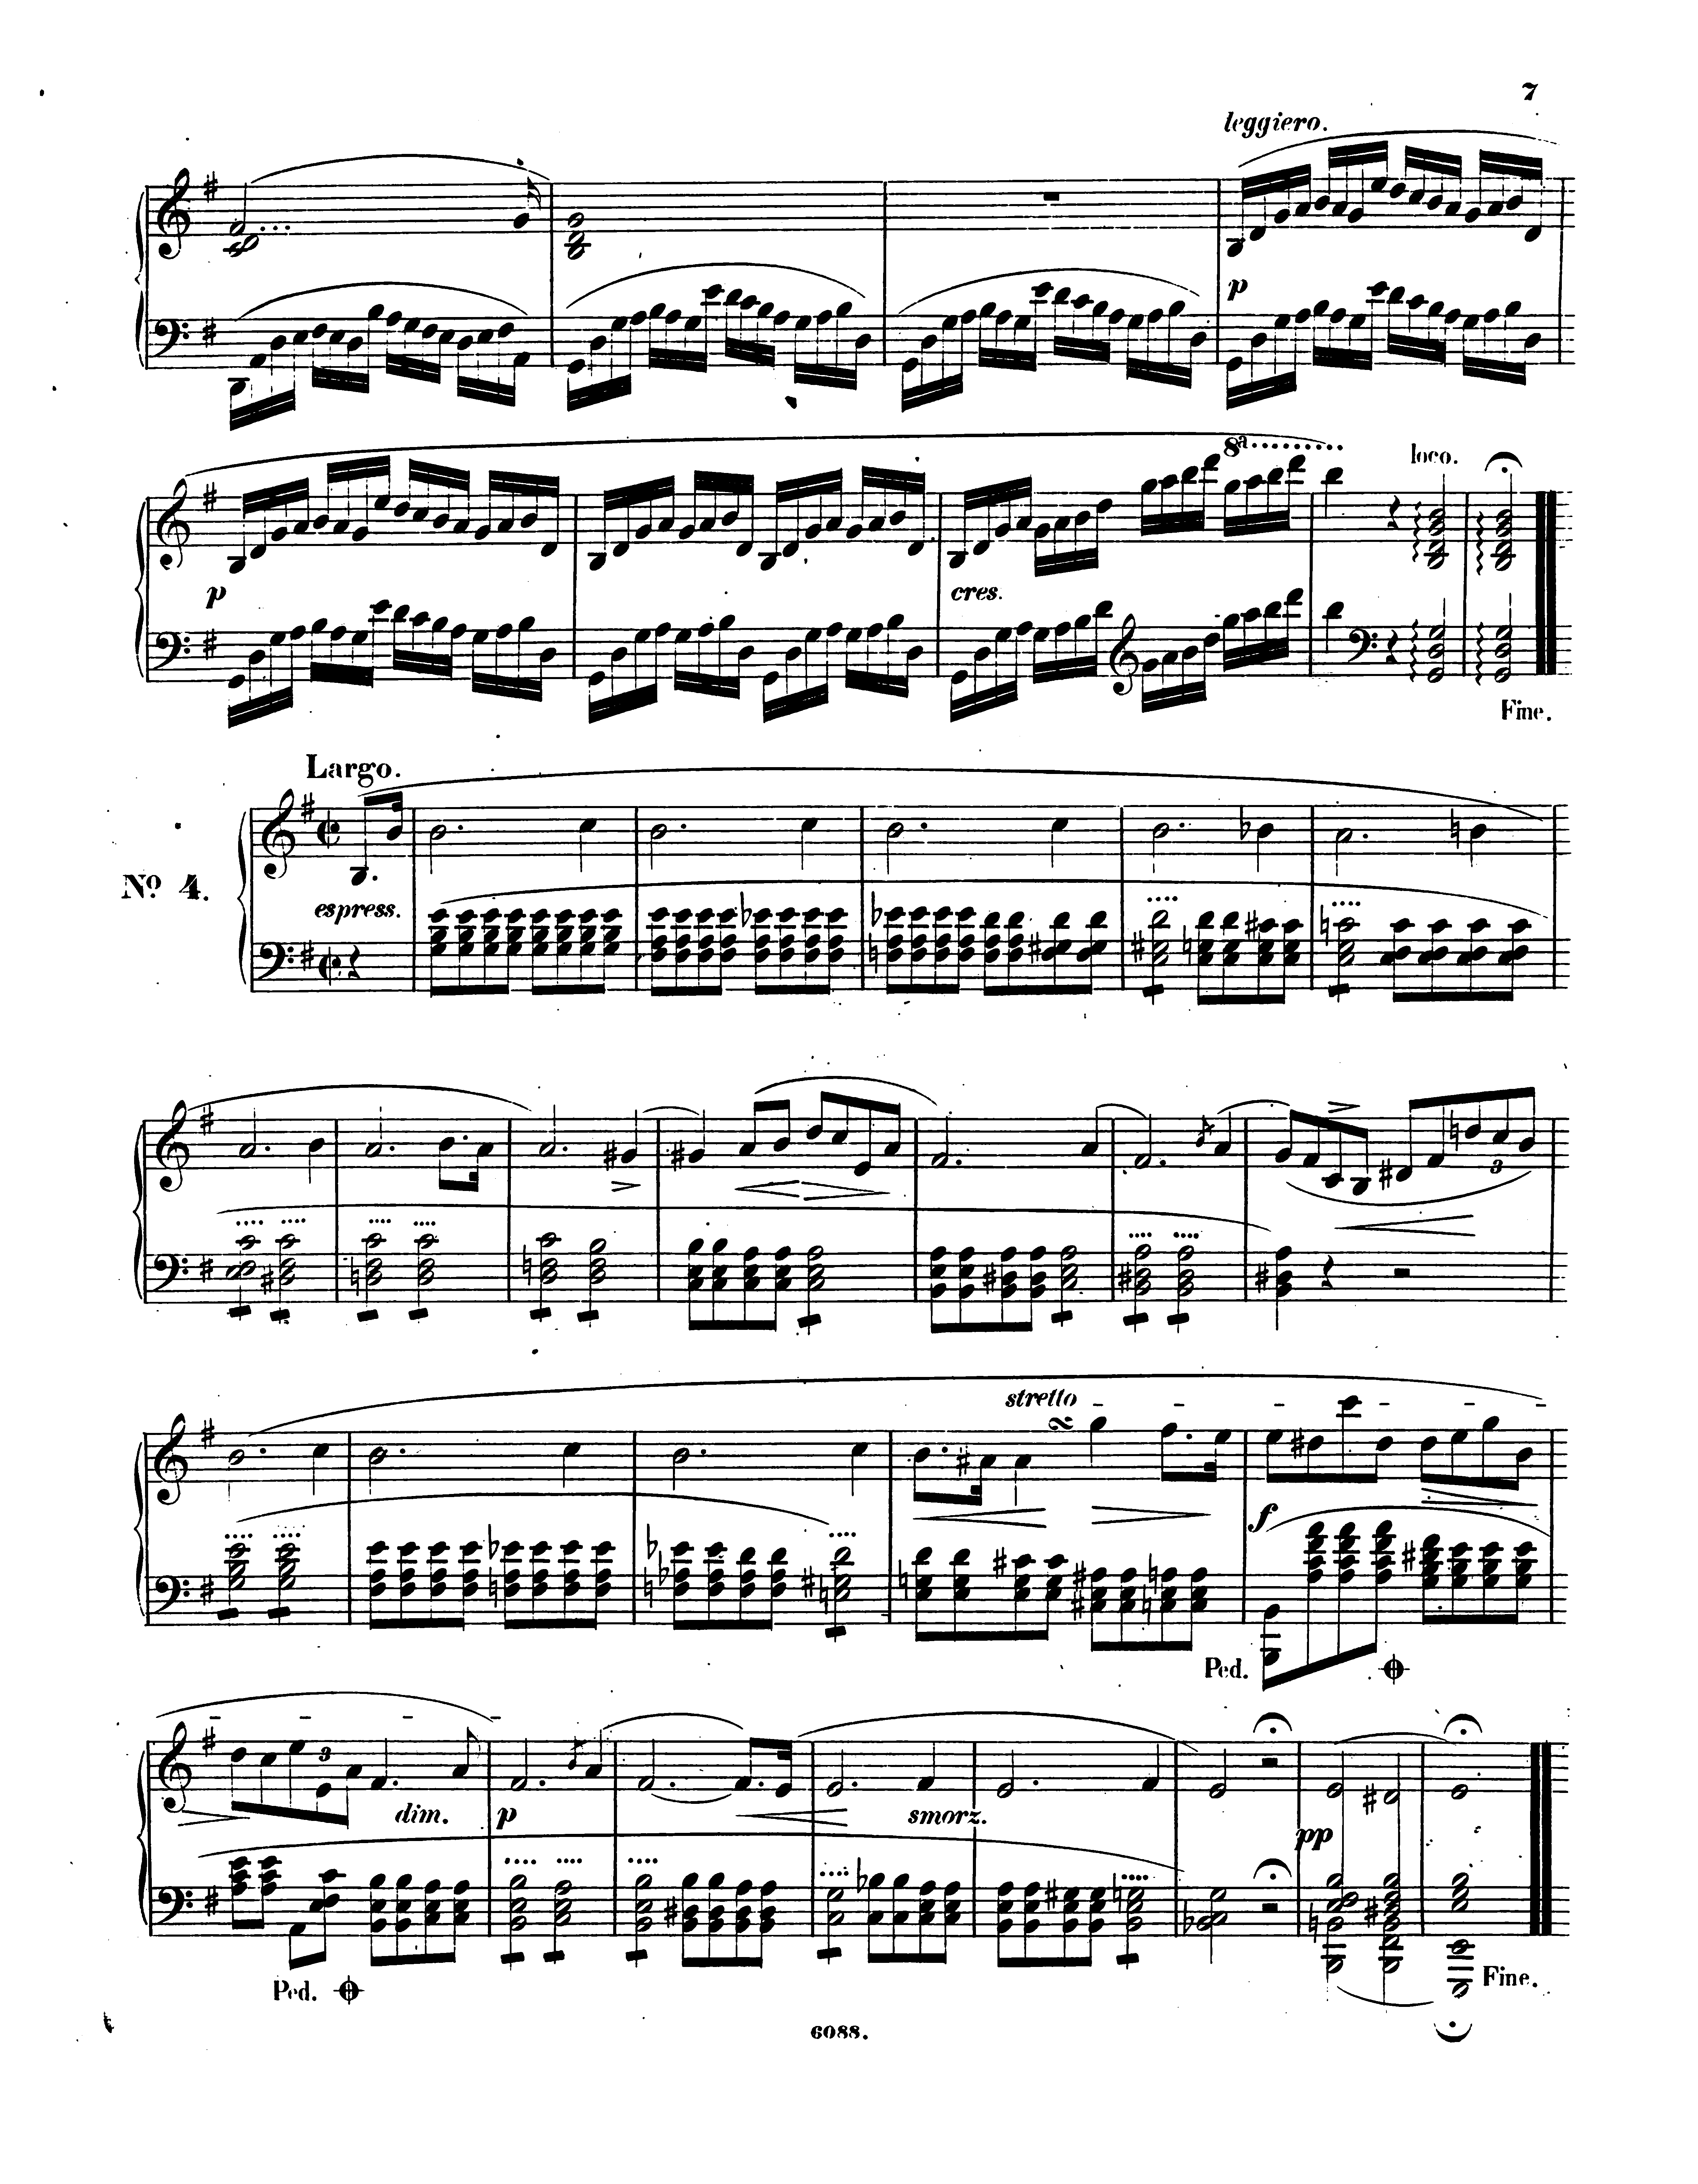 7
leggiero.
p
8ª
loco.
p
cres.
Fine.
Largo.
Nº 4.
espress.
3
stretto
f
Ped.
3
dim.
p
smorz.
pp
Ped.
Fine.
6088.